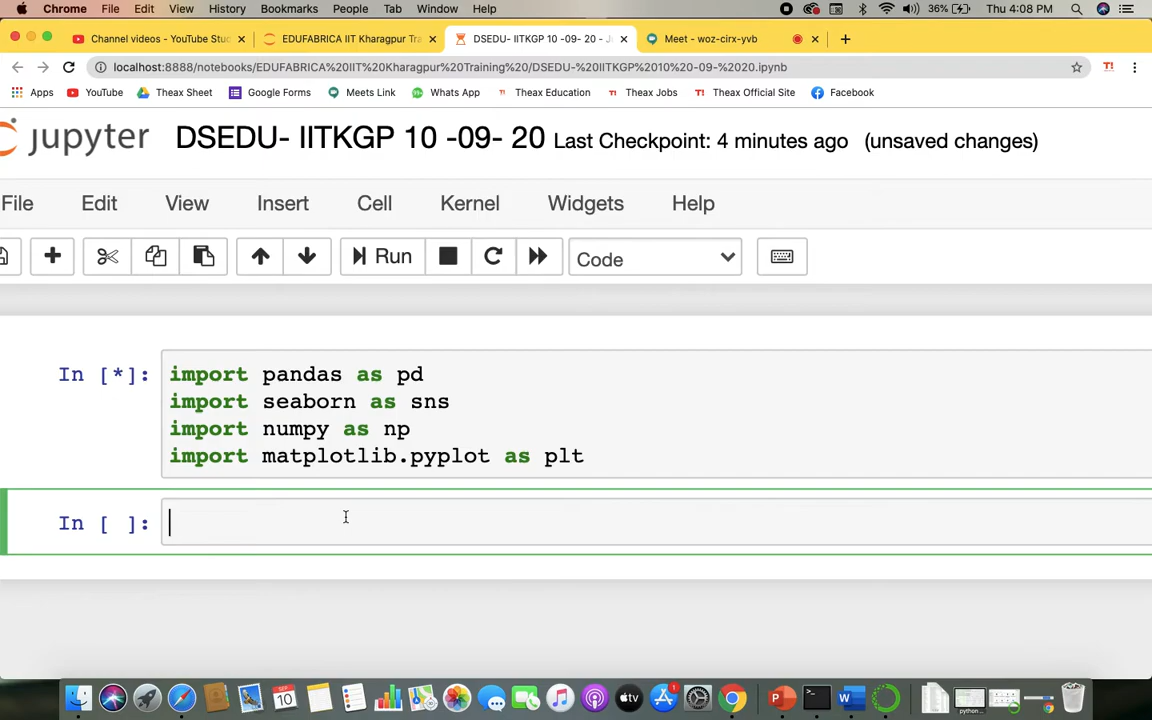 Chrome File Edit View History Bookmarks People Tab Window Help 36% Thu 4:08 PM
Channel videos - YouTube Stu × EDUFABRICA IIT Kharagpur Tra × DSEDU- IITKGP 10 -09- 20 - J × Meet - woz-cirx-yvb × +
localhost:8888/notebooks/EDUFABRICA%20IIT%20Kharagpur%20Training%20/DSEDU-%20IITKGP%2010%20-09-%2020.ipynb T!
Apps YouTube Theax Sheet Google Forms Meets Link Whats App Theax Education Theax Jobs Theax Official Site Facebook
jupyter DSEDU- IITKGP 10 -09- 20 Last Checkpoint: 4 minutes ago (unsaved changes)
File Edit View Insert Cell Kernel Widgets Help
Run Code
In [*]: import pandas as pd
import seaborn as sns
import numpy as np
import matplotlib.pyplot as plt
In [ ]: